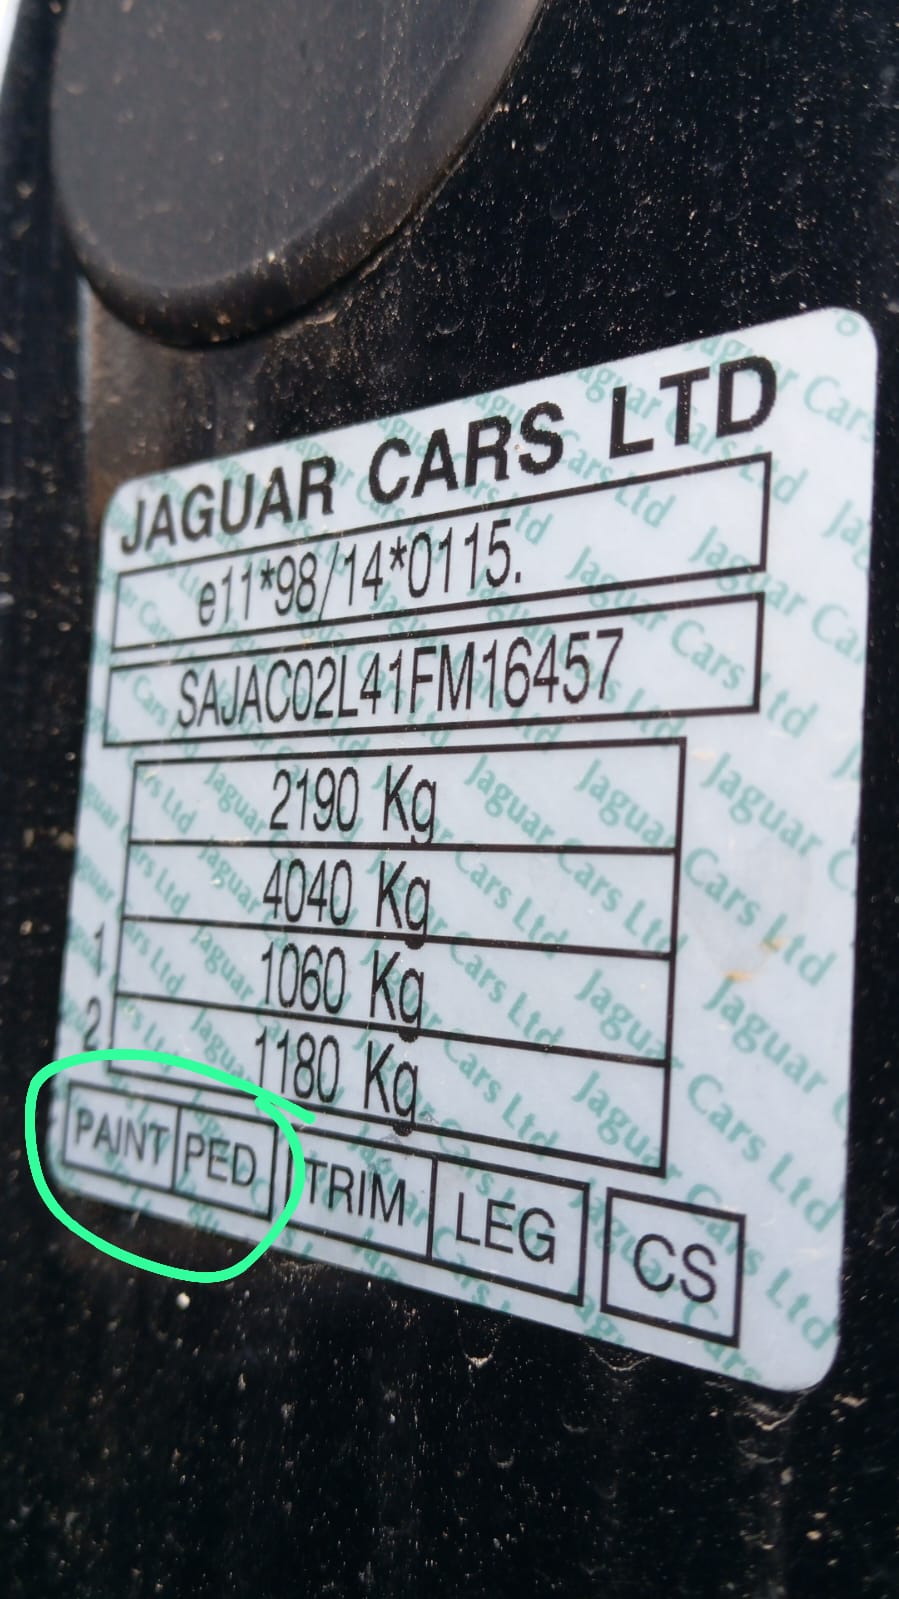 JAGUAR CARS LTD
e11*98/14*0115.
SAJAC02L41FM16457
2190 Kg
4040 Kg
1 1060 Kg
2 1180 Kg
PAINT PED TRIM LEG CS